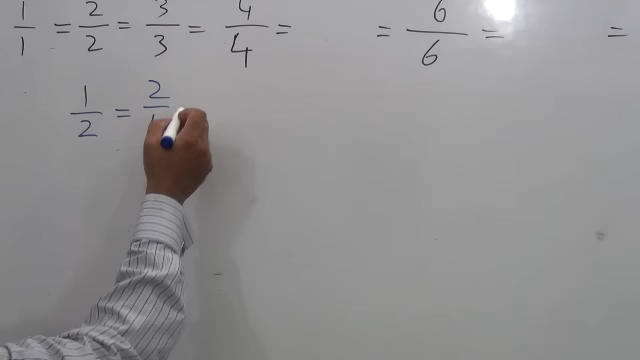 1/1 = 2/2 = 3/3 = 4/4 = = 6/6 = =
1/2 = 2/